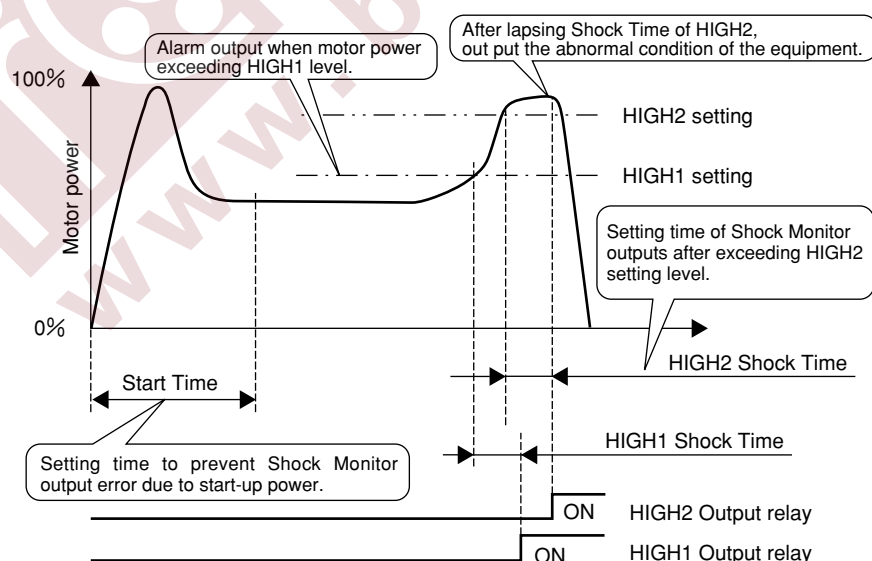 After lapsing Shock Time of HIGH2,
out put the abnormal condition of the equipment.
Alarm output when motor power
exceeding HIGH1 level.
100%
HIGH2 setting
Motor power
HIGH1 setting
Setting time of Shock Monitor
outputs after exceeding HIGH2
setting level.
0%
HIGH2 Shock Time
Start Time
HIGH1 Shock Time
Setting time to prevent Shock Monitor
output error due to start-up power.
ON HIGH2 Output relay
ON HIGH1 Output relay
www.b